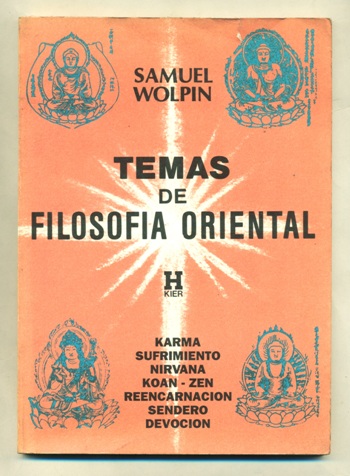 SAMUEL
WOLPIN
TEMAS
DE
FILOSOFIA ORIENTAL
H
KIER
KARMA
SUFRIMIENTO
NIRVANA
KOAN - ZEN
REENCARNACION
SENDERO
DEVOCION